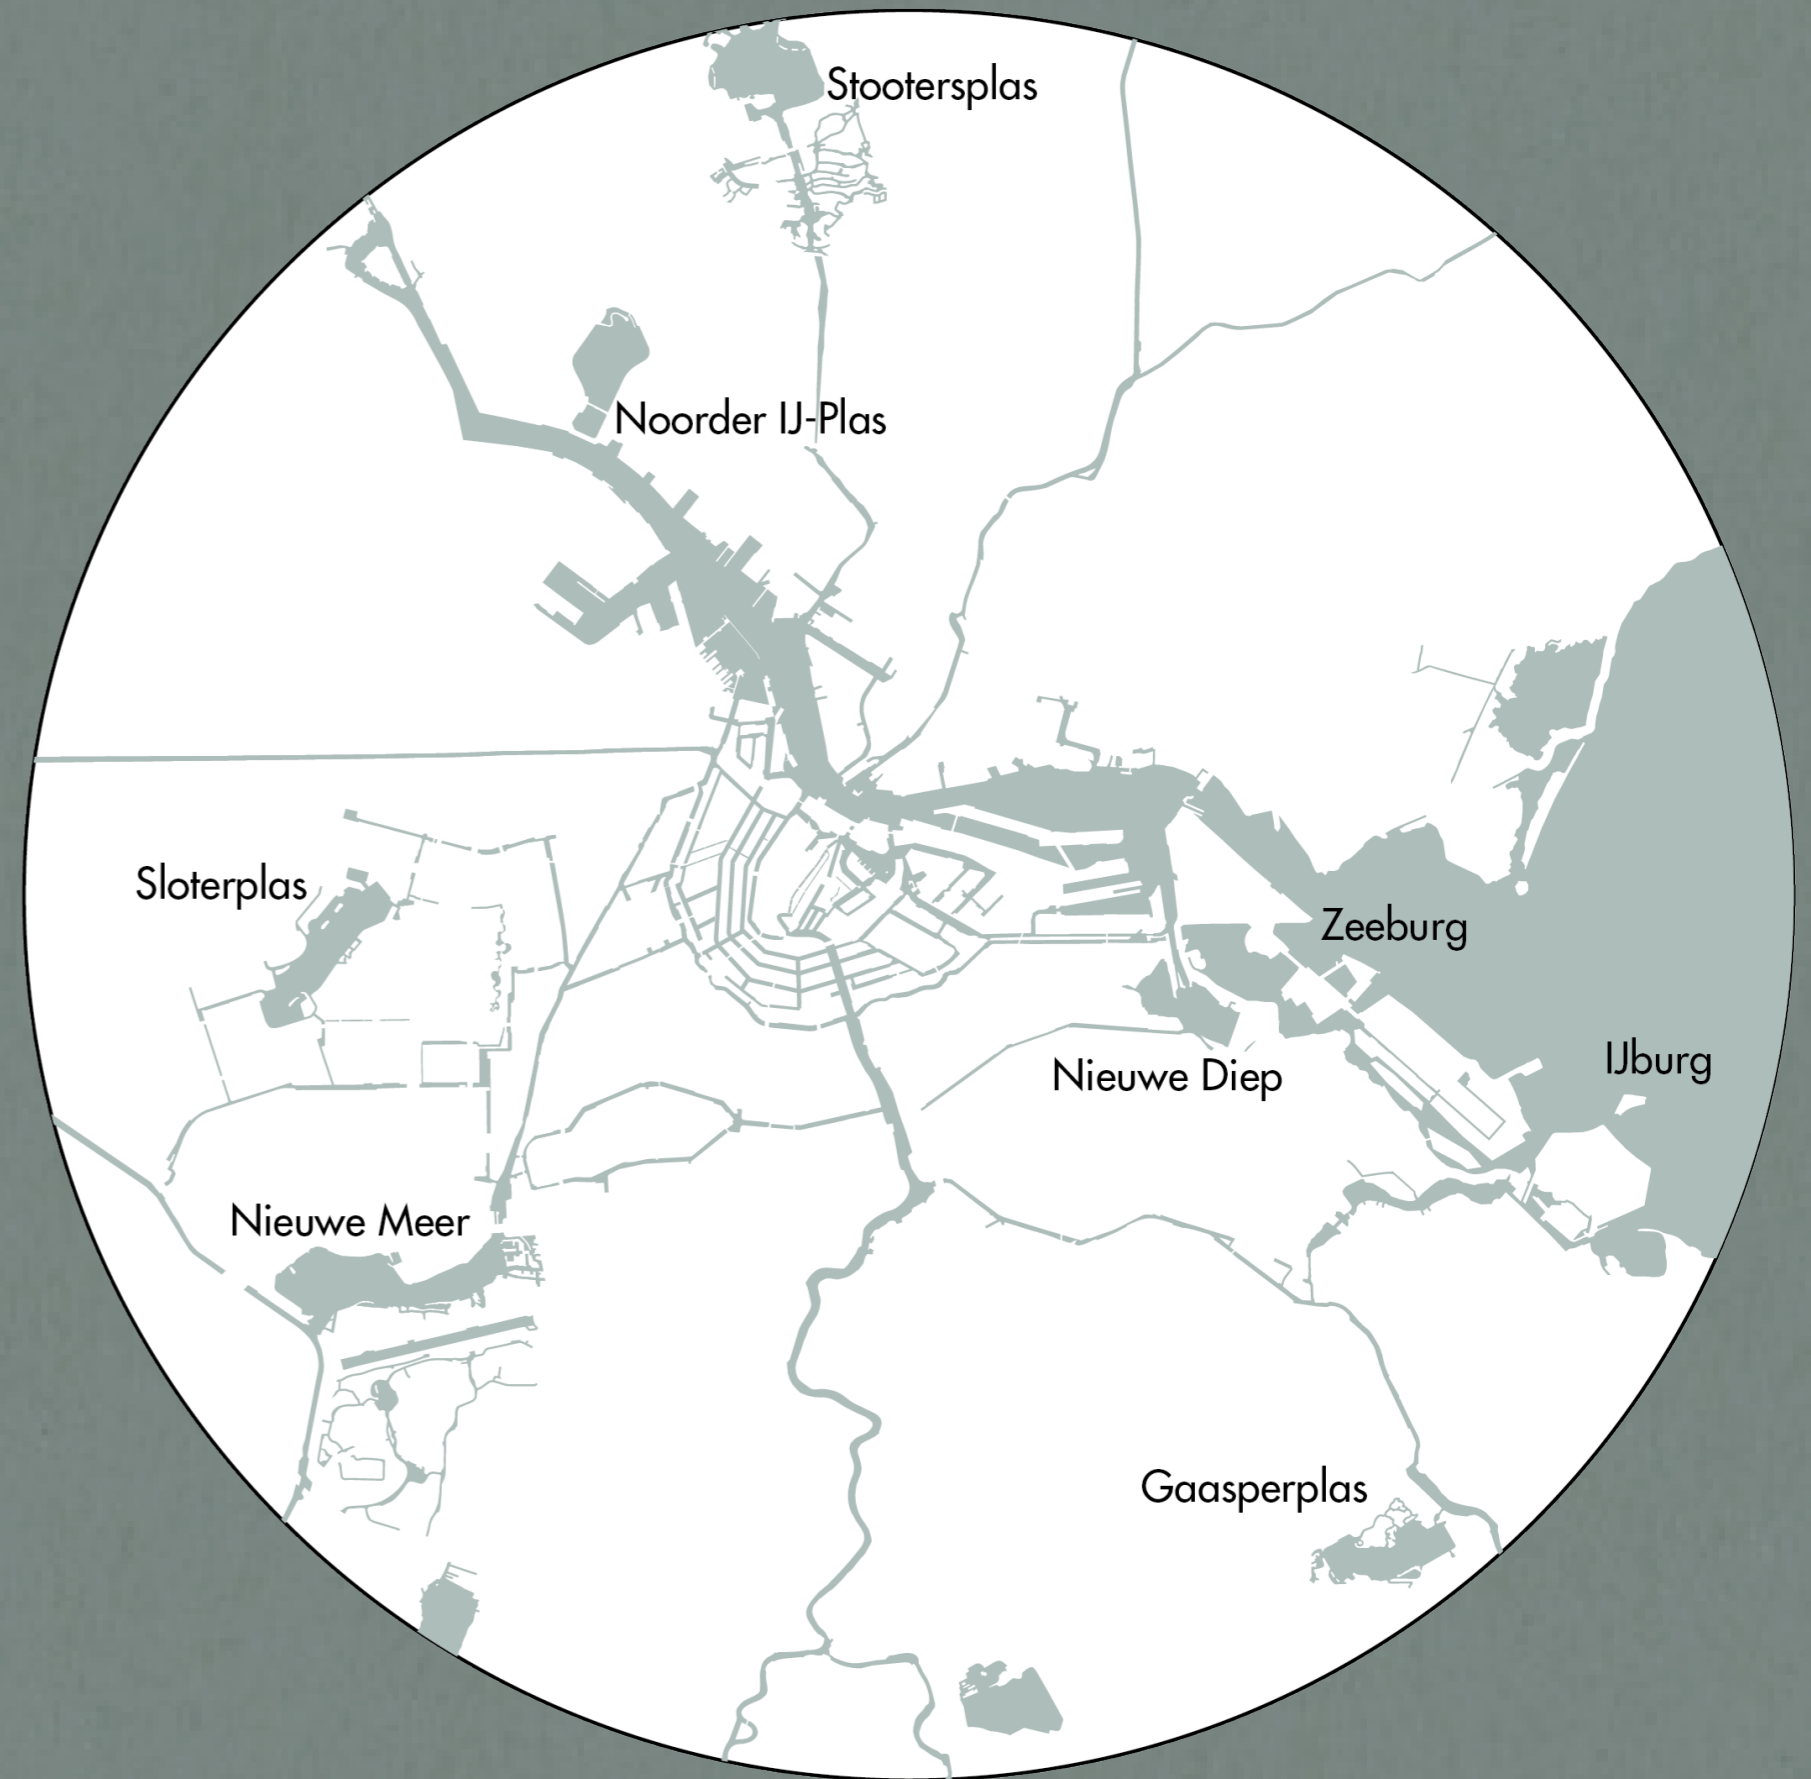 Stootersplas
Noorder IJ-Plas
Sloterplas
Zeeburg
IJburg
Nieuwe Diep
Nieuwe Meer
Gaasperplas